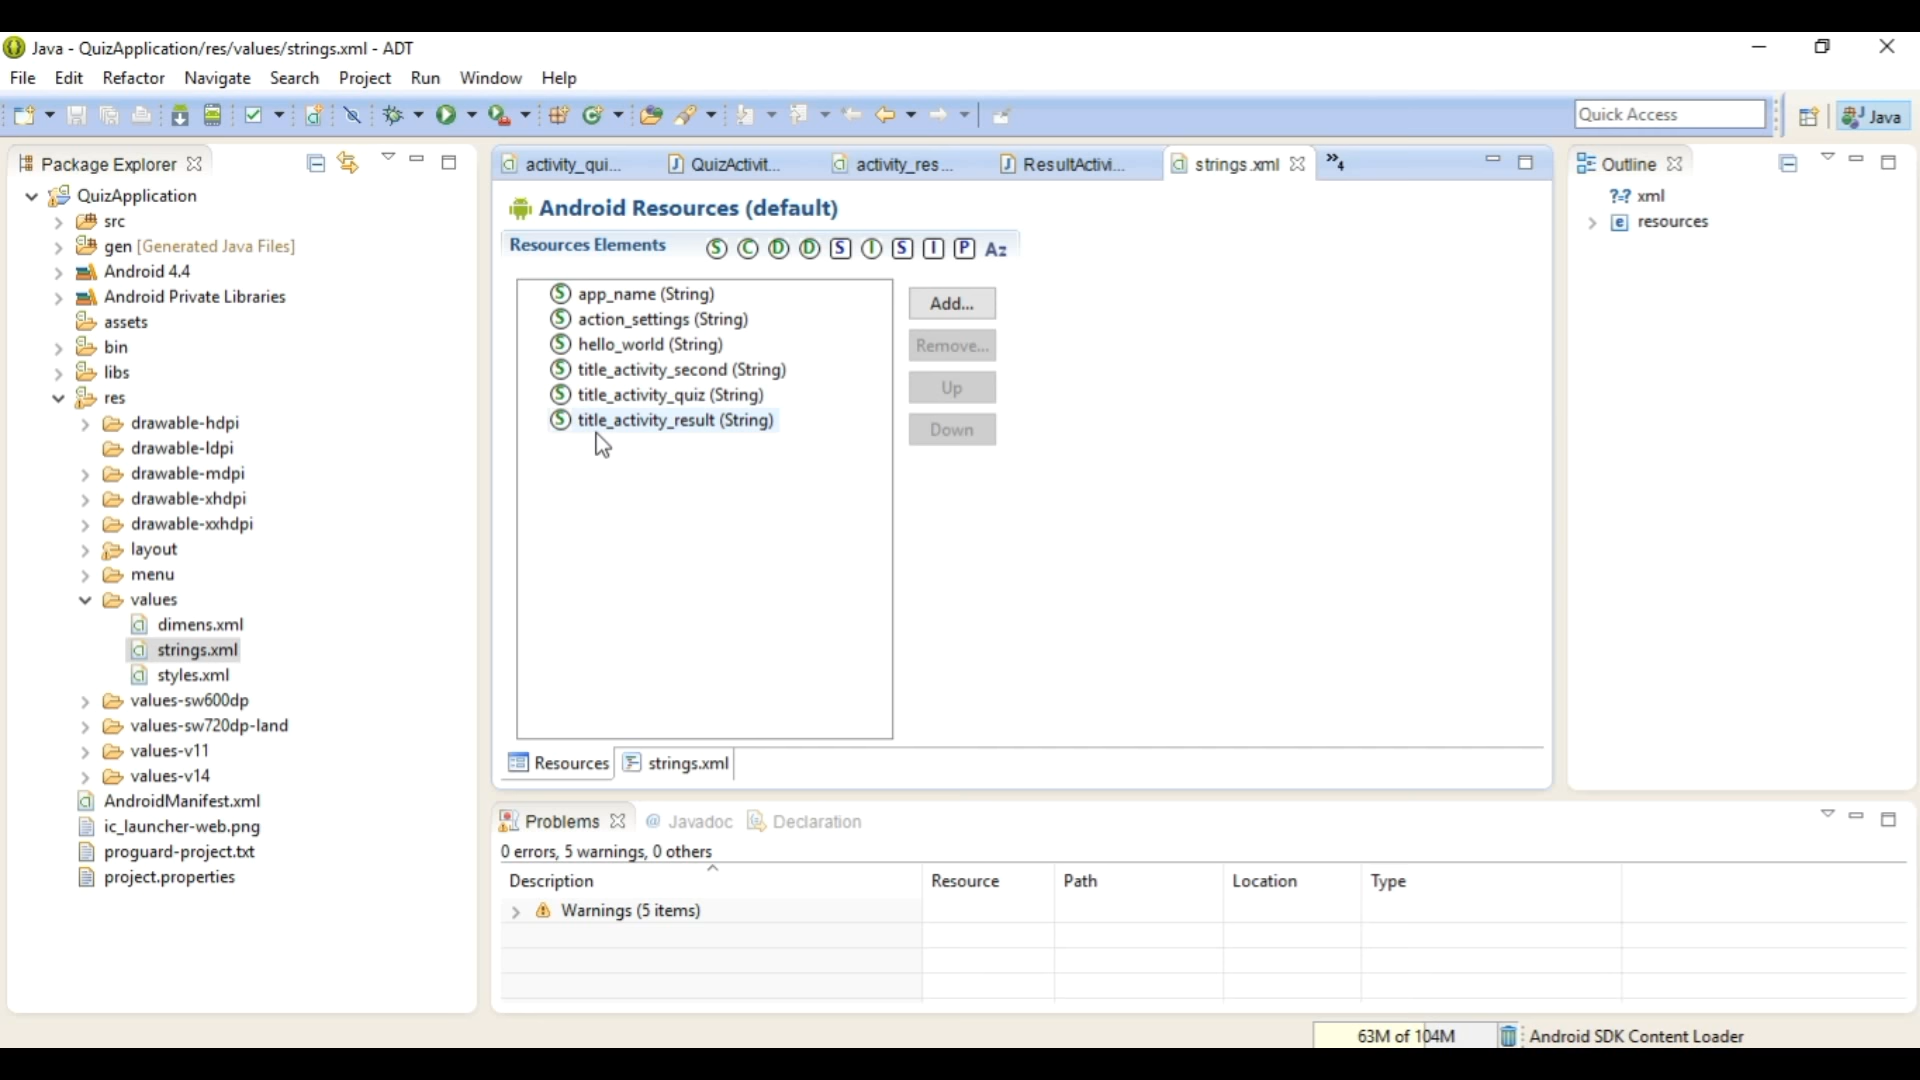 Java - QuizApplication/res/values/strings.xml - ADT
File Edit Refactor Navigate Search Project Run Window Help
Quick Access
Java
Package Explorer
QuizApplication
src
gen [Generated Java Files]
Android 4.4
Android Private Libraries
assets
bin
libs
res
drawable-hdpi
drawable-ldpi
drawable-mdpi
drawable-xhdpi
drawable-xxhdpi
layout
menu
values
dimens.xml
strings.xml
styles.xml
values-sw600dp
values-sw720dp-land
values-v11
values-v14
AndroidManifest.xml
ic_launcher-web.png
proguard-project.txt
project.properties
activity_qui... QuizActivit... activity_res... ResultActivi... strings.xml »4
Android Resources (default)
Resources Elements S C D D S I S I P Az
S app_name (String)
S action_settings (String)
S hello_world (String)
S title_activity_second (String)
S title_activity_quiz (String)
S title_activity_result (String)
Add...
Remove...
Up
Down
Resources strings.xml
Outline
?=? xml
e resources
Problems @ Javadoc Declaration
0 errors, 5 warnings, 0 others
Description Resource Path Location Type
Warnings (5 items)
63M of 104M Android SDK Content Loader